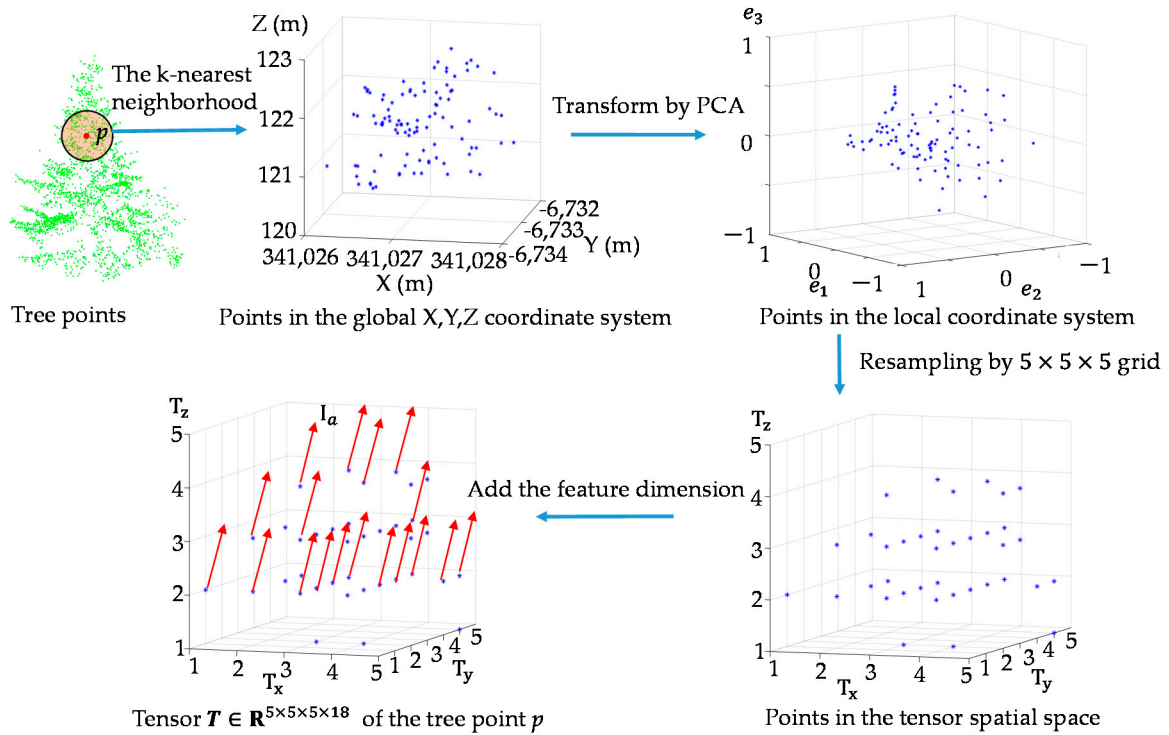 The k-nearest
neighborhood
p
Tree points
Z (m)
123
122
121
120
341,026 341,027 341,028
X (m)
-6,732
-6,733
-6,734
Y (m)
Points in the global X,Y,Z coordinate system
Transform by PCA
e3
1
0
−1
1 0 −1
e1
1 0 −1
e2
Points in the local coordinate system
Resampling by 5 × 5 × 5 grid
Tz
5
4
3
2
1
1 2 3 4 5
Tx
1 2 3 4 5
Ty
Points in the tensor spatial space
Add the feature dimension
Tz
Ia
5
4
3
2
1
1 2 3 4 5
Tx
1 2 3 4 5
Ty
Tensor T ∈ R^5×5×5×18 of the tree point p